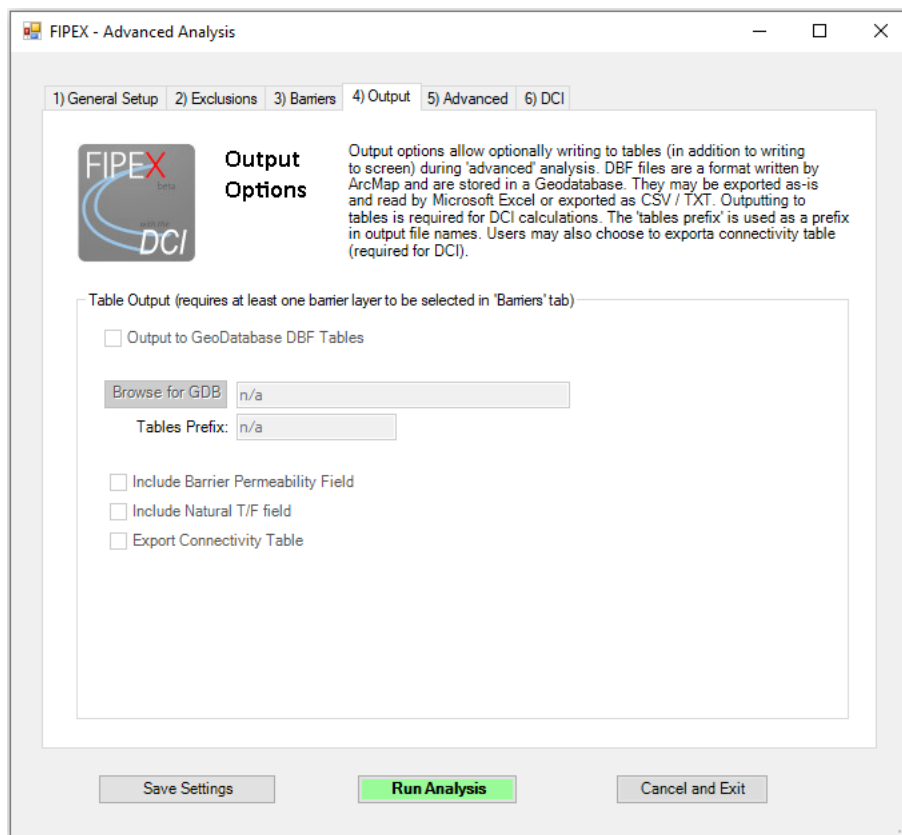 FIPEX - Advanced Analysis
1) General Setup 2) Exclusions 3) Barriers 4) Output 5) Advanced 6) DCI
FIPEX
beta
with the
DCI
Output
Options
Output options allow optionally writing to tables (in addition to writing
to screen) during 'advanced' analysis. DBF files are a format written by
ArcMap and are stored in a Geodatabase. They may be exported as-is
and read by Microsoft Excel or exported as CSV / TXT. Outputting to
tables is required for DCI calculations. The 'tables prefix' is used as a prefix
in output file names. Users may also choose to exporta connectivity table
(required for DCI).
Table Output (requires at least one barrier layer to be selected in 'Barriers' tab)
Output to GeoDatabase DBF Tables
Browse for GDB n/a
Tables Prefix: n/a
Include Barrier Permeability Field
Include Natural T/F field
Export Connectivity Table
Save Settings Run Analysis Cancel and Exit